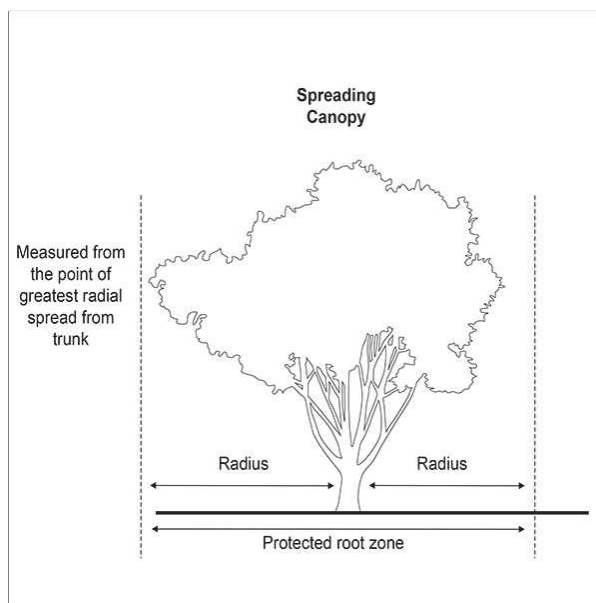 Spreading
Canopy
Measured from
the point of
greatest radial
spread from
trunk
Radius
Radius
Protected root zone